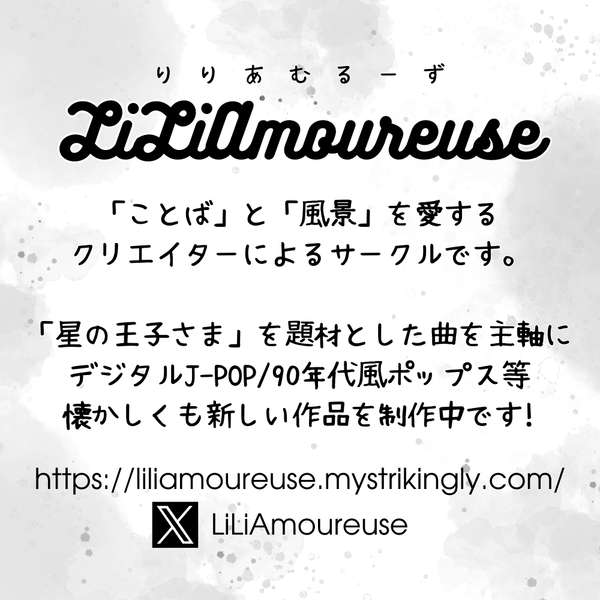 りりあむるーず
LiLiAmoureuse
「ことば」と「風景」を愛する
クリエイターによるサークルです。
「星の王子さま」を題材とした曲を主軸に
デジタルJ-POP/90年代風ポップス等
懐かしくも新しい作品を制作中です!
https://liliamoureuse.mystrikingly.com/
X LiLiAmoureuse